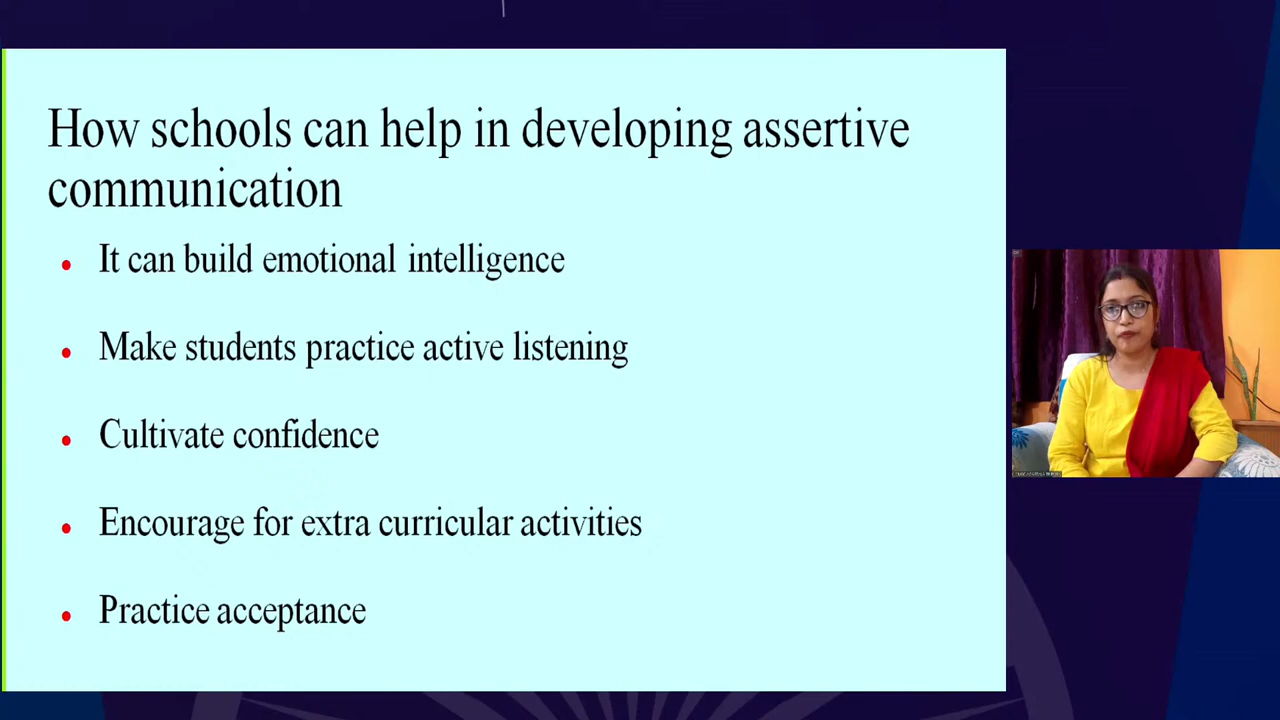 How schools can help in developing assertive
communication
It can build emotional intelligence
Make students practice active listening
Cultivate confidence
Encourage for extra curricular activities
Practice acceptance